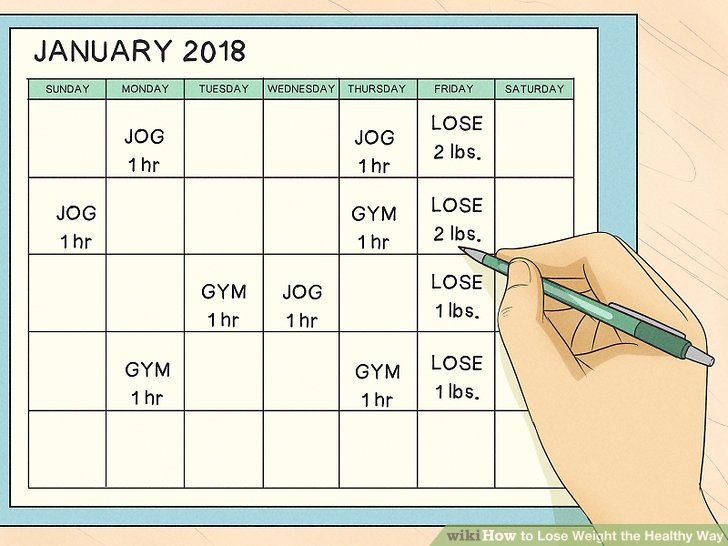 JANUARY 2018
SUNDAY MONDAY TUESDAY WEDNESDAY THURSDAY FRIDAY SATURDAY
JOG JOG LOSE
1 hr 1 hr 2 lbs.
JOG GYM LOSE
1 hr 1 hr 2 lbs.
GYM JOG LOSE
1 hr 1 hr 1 lbs.
GYM GYM LOSE
1 hr 1 hr 1 lbs.
wikiHow to Lose Weight the Healthy Way